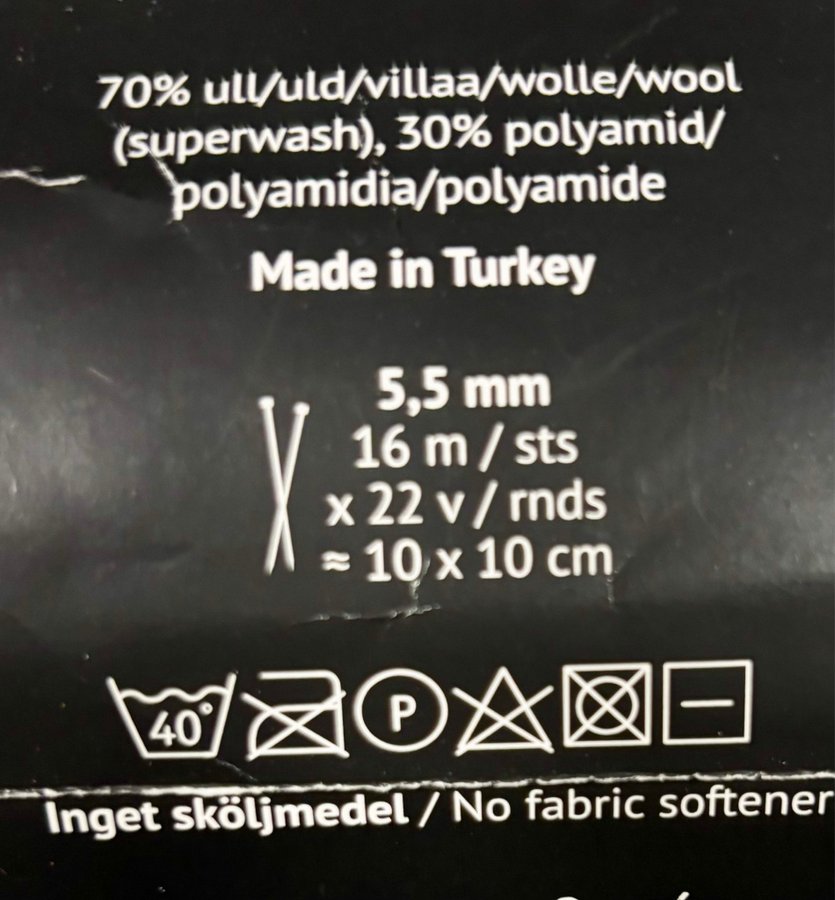 70% ull/uld/villaa/wolle/wool
(superwash), 30% polyamid/
polyamidia/polyamide
Made in Turkey
5,5 mm
16 m / sts
x 22 v / rnds
≈ 10 x 10 cm
40°
P
Inget sköljmedel / No fabric softener